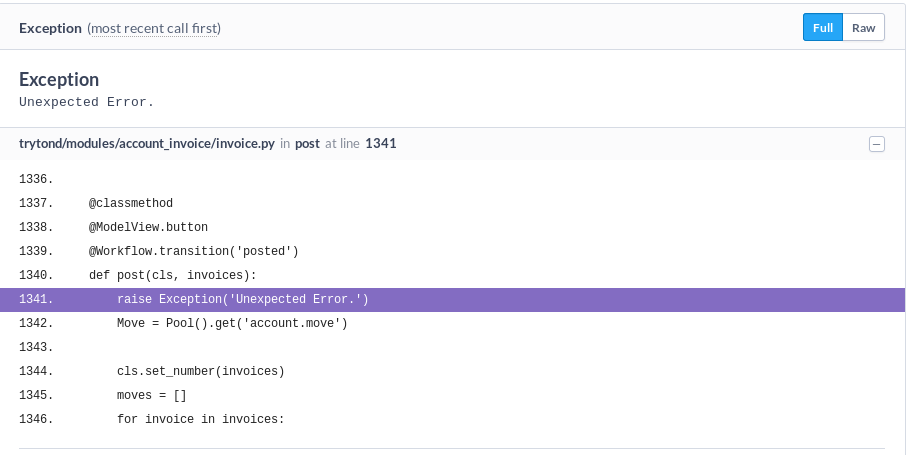 Exception (most recent call first) Full Raw
Exception
Unexpected Error.
trytond/modules/account_invoice/invoice.py in post at line 1341
1336.
1337.     @classmethod
1338.     @ModelView.button
1339.     @Workflow.transition('posted')
1340.     def post(cls, invoices):
1341.         raise Exception('Unexpected Error.')
1342.         Move = Pool().get('account.move')
1343.
1344.         cls.set_number(invoices)
1345.         moves = []
1346.         for invoice in invoices: